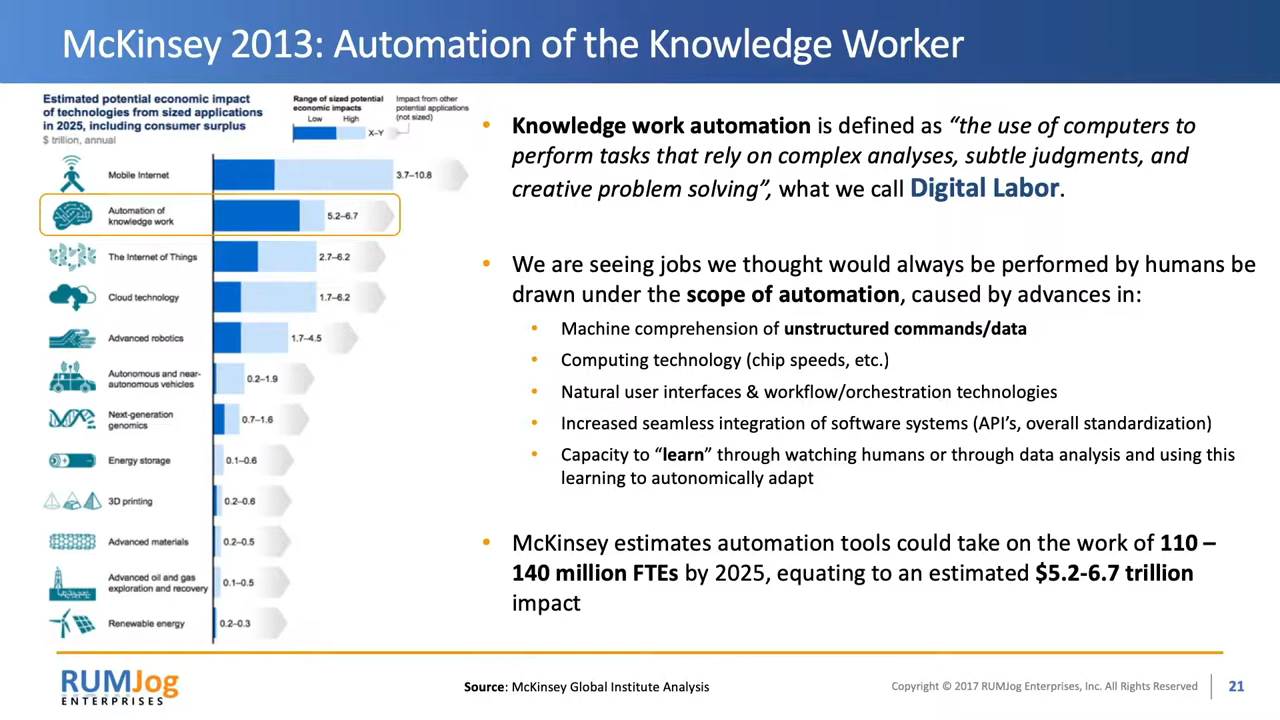 McKinsey 2013: Automation of the Knowledge Worker
Estimated potential economic impact
of technologies from sized applications
in 2025, including consumer surplus
$ trillion, annual
Range of sized potential
economic impacts
Low High
X–Y
Impact from other
potential applications
(not sized)
Mobile Internet 3.7–10.8
Automation of
knowledge work 5.2–6.7
The Internet of Things 2.7–6.2
Cloud technology 1.7–6.2
Advanced robotics 1.7–4.5
Autonomous and near-
autonomous vehicles 0.2–1.9
Next-generation
genomics 0.7–1.6
Energy storage 0.1–0.6
3D printing 0.2–0.6
Advanced materials 0.2–0.5
Advanced oil and gas
exploration and recovery 0.1–0.5
Renewable energy 0.2–0.3
• Knowledge work automation is defined as “the use of computers to
perform tasks that rely on complex analyses, subtle judgments, and
creative problem solving”, what we call Digital Labor.
• We are seeing jobs we thought would always be performed by humans be
drawn under the scope of automation, caused by advances in:
• Machine comprehension of unstructured commands/data
• Computing technology (chip speeds, etc.)
• Natural user interfaces & workflow/orchestration technologies
• Increased seamless integration of software systems (API’s, overall standardization)
• Capacity to “learn” through watching humans or through data analysis and using this
learning to autonomically adapt
• McKinsey estimates automation tools could take on the work of 110 –
140 million FTEs by 2025, equating to an estimated $5.2-6.7 trillion
impact
RUMJog
ENTERPRISES
Source: McKinsey Global Institute Analysis
Copyright © 2017 RUMJog Enterprises, Inc. All Rights Reserved
21